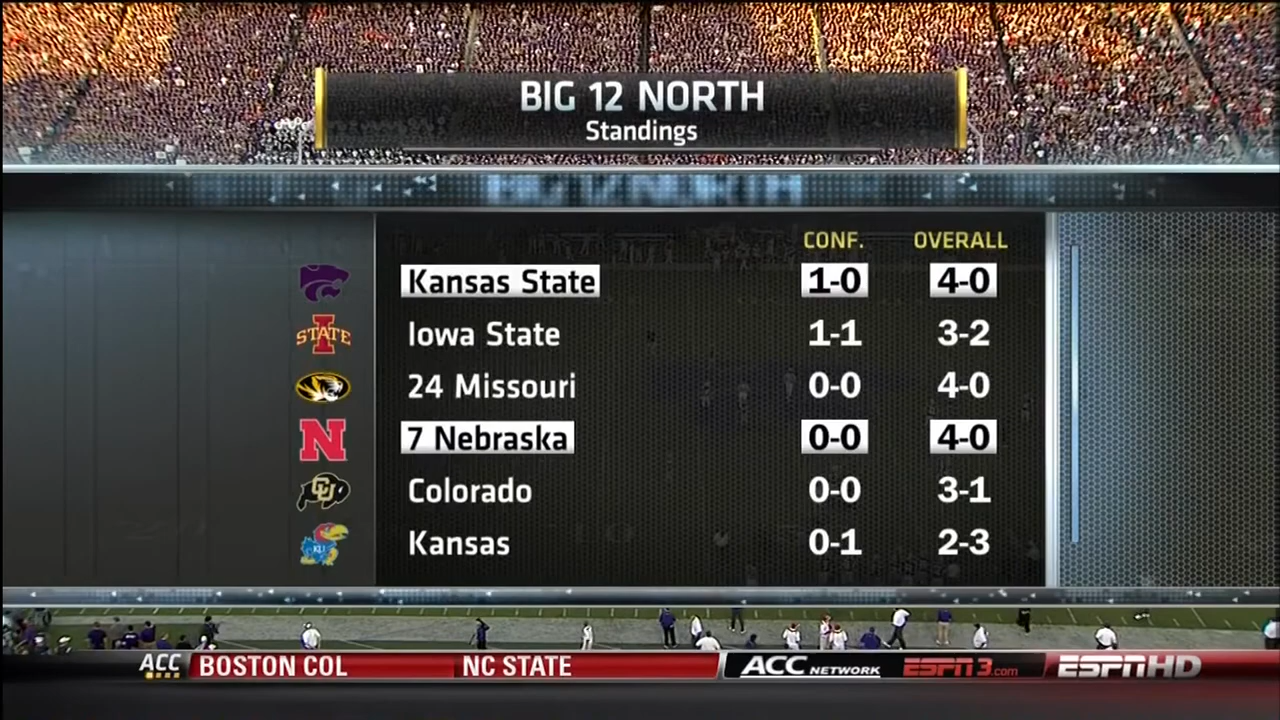 BIG 12 NORTH
Standings
CONF. OVERALL
Kansas State 1-0 4-0
STATE Iowa State 1-1 3-2
24 Missouri 0-0 4-0
N 7 Nebraska 0-0 4-0
CU Colorado 0-0 3-1
KU Kansas 0-1 2-3
ACC BOSTON COL NC STATE ACC NETWORK ESPN3.com ESPNHD